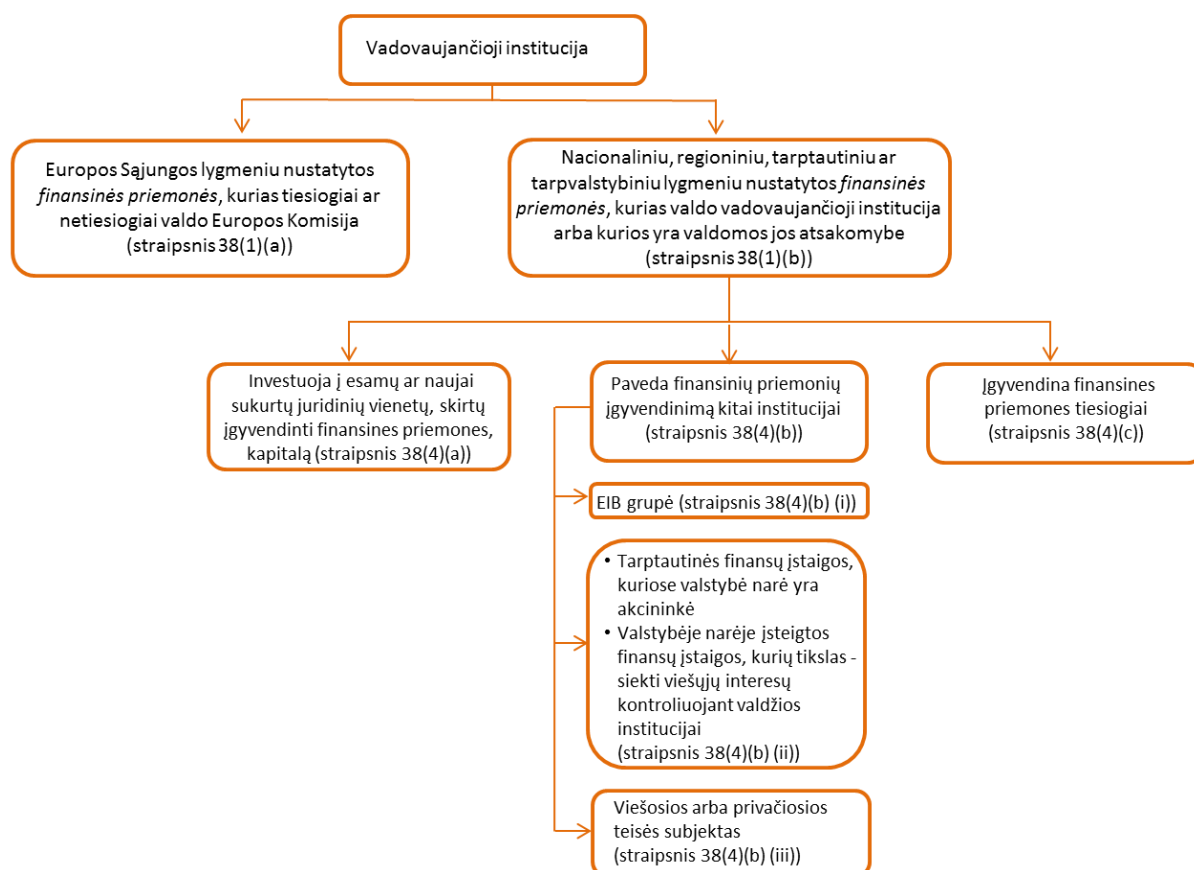 Vadovaujančioji institucija
Europos Sąjungos lygmeniu nustatytos
finansinės priemonės, kurias tiesiogiai ar
netiesiogiai valdo Europos Komisija
(straipsnis 38(1)(a))
Nacionaliniu, regioniniu, tarptautiniu ar
tarpvalstybiniu lygmeniu nustatytos finansinės
priemonės, kurias valdo vadovaujančioji institucija
arba kurios yra valdomos jos atsakomybe
(straipsnis 38(1)(b))
Investuoja į esamų ar naujai
sukurtų juridinių vienetų, skirtų
įgyvendinti finansines priemones,
kapitalą (straipsnis 38(4)(a))
Paveda finansinių priemonių
įgyvendinimą kitai institucijai
(straipsnis 38(4)(b))
Įgyvendina finansines
priemones tiesiogiai
(straipsnis 38(4)(c))
EIB grupė (straipsnis 38(4)(b) (i))
• Tarptautinės finansų įstaigos,
kuriose valstybė narė yra
akcininkė
• Valstybėje narėje įsteigtos
finansų įstaigos, kurių tikslas -
siekti viešųjų interesų
kontroliuojant valdžios
institucijai
(straipsnis 38(4)(b) (ii))
Viešosios arba privačiosios
teisės subjektas
(straipsnis 38(4)(b) (iii))